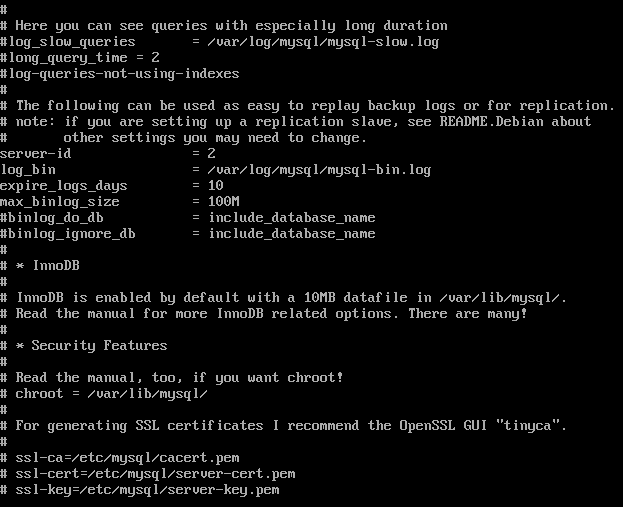 #
# Here you can see queries with especially long duration
#log_slow_queries       = /var/log/mysql/mysql-slow.log
#long_query_time = 2
#log-queries-not-using-indexes
#
# The following can be used as easy to replay backup logs or for replication.
# note: if you are setting up a replication slave, see README.Debian about
#       other settings you may need to change.
server-id               = 2
log_bin                 = /var/log/mysql/mysql-bin.log
expire_logs_days        = 10
max_binlog_size         = 100M
#binlog_do_db           = include_database_name
#binlog_ignore_db       = include_database_name
#
# * InnoDB
#
# InnoDB is enabled by default with a 10MB datafile in /var/lib/mysql/.
# Read the manual for more InnoDB related options. There are many!
#
# * Security Features
#
# Read the manual, too, if you want chroot!
# chroot = /var/lib/mysql/
#
# For generating SSL certificates I recommend the OpenSSL GUI "tinyca".
#
# ssl-ca=/etc/mysql/cacert.pem
# ssl-cert=/etc/mysql/server-cert.pem
# ssl-key=/etc/mysql/server-key.pem